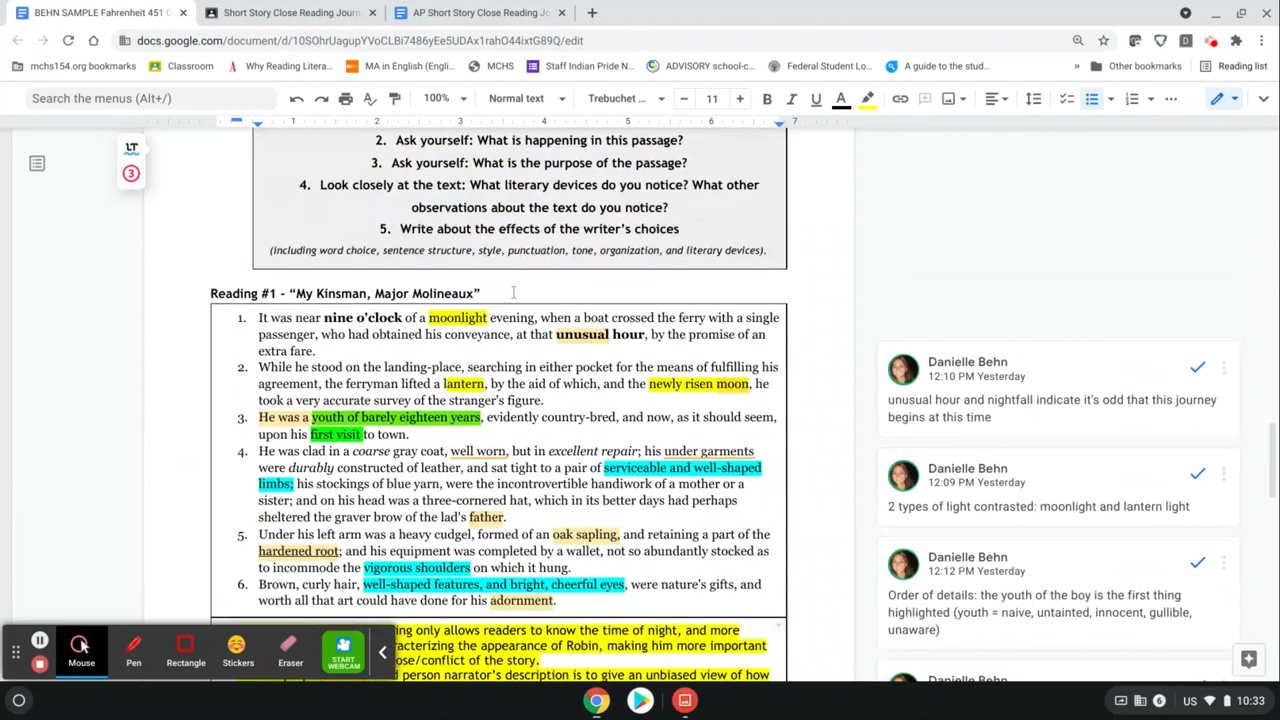 BEHN SAMPLE Fahrenheit 451 C
Short Story Close Reading Journ
AP Short Story Close Reading Jo
docs.google.com/document/d/10SOhrUagupYVoCLBi7486yEe5UDAx1rahO44ixtG89Q/edit
mchs154.org bookmarks
Classroom
Why Reading Litera...
MA in English (Engli...
MCHS
Staff Indian Pride N...
ADVISORY school-c...
Federal Student Lo...
A guide to the stud...
»
Other bookmarks
Reading list
Search the menus (Alt+/)
100%
Normal text
Trebuchet ...
11
1 2 3 4 5 6 7
LT
3
2. Ask yourself: What is happening in this passage?
3. Ask yourself: What is the purpose of the passage?
4. Look closely at the text: What literary devices do you notice? What other
observations about the text do you notice?
5. Write about the effects of the writer's choices
(including word choice, sentence structure, style, punctuation, tone, organization, and literary devices).
Reading #1 - “My Kinsman, Major Molineaux”
1. It was near nine o'clock of a moonlight evening, when a boat crossed the ferry with a single
passenger, who had obtained his conveyance, at that unusual hour, by the promise of an
extra fare.
2. While he stood on the landing-place, searching in either pocket for the means of fulfilling his
agreement, the ferryman lifted a lantern, by the aid of which, and the newly risen moon, he
took a very accurate survey of the stranger's figure.
3. He was a youth of barely eighteen years, evidently country-bred, and now, as it should seem,
upon his first visit to town.
4. He was clad in a coarse gray coat, well worn, but in excellent repair; his under garments
were durably constructed of leather, and sat tight to a pair of serviceable and well-shaped
limbs; his stockings of blue yarn, were the incontrovertible handiwork of a mother or a
sister; and on his head was a three-cornered hat, which in its better days had perhaps
sheltered the graver brow of the lad's father.
5. Under his left arm was a heavy cudgel, formed of an oak sapling, and retaining a part of the
hardened root; and his equipment was completed by a wallet, not so abundantly stocked as
to incommode the vigorous shoulders on which it hung.
6. Brown, curly hair, well-shaped features, and bright, cheerful eyes, were nature's gifts, and
worth all that art could have done for his adornment.
only allows readers to know the time of night, and more
the appearance of Robin, making him more important
of the story.
person narrator's description is to give an unbiased view of how
Danielle Behn
12:10 PM Yesterday
unusual hour and nightfall indicate it's odd that this journey
begins at this time
Danielle Behn
12:09 PM Yesterday
2 types of light contrasted: moonlight and lantern light
Danielle Behn
12:12 PM Yesterday
Order of details: the youth of the boy is the first thing
highlighted (youth = naive, untainted, innocent, gullible,
unaware)
Danielle Behn
Mouse
Pen
Rectangle
Stickers
Eraser
START
WEBCAM
6
US
10:33